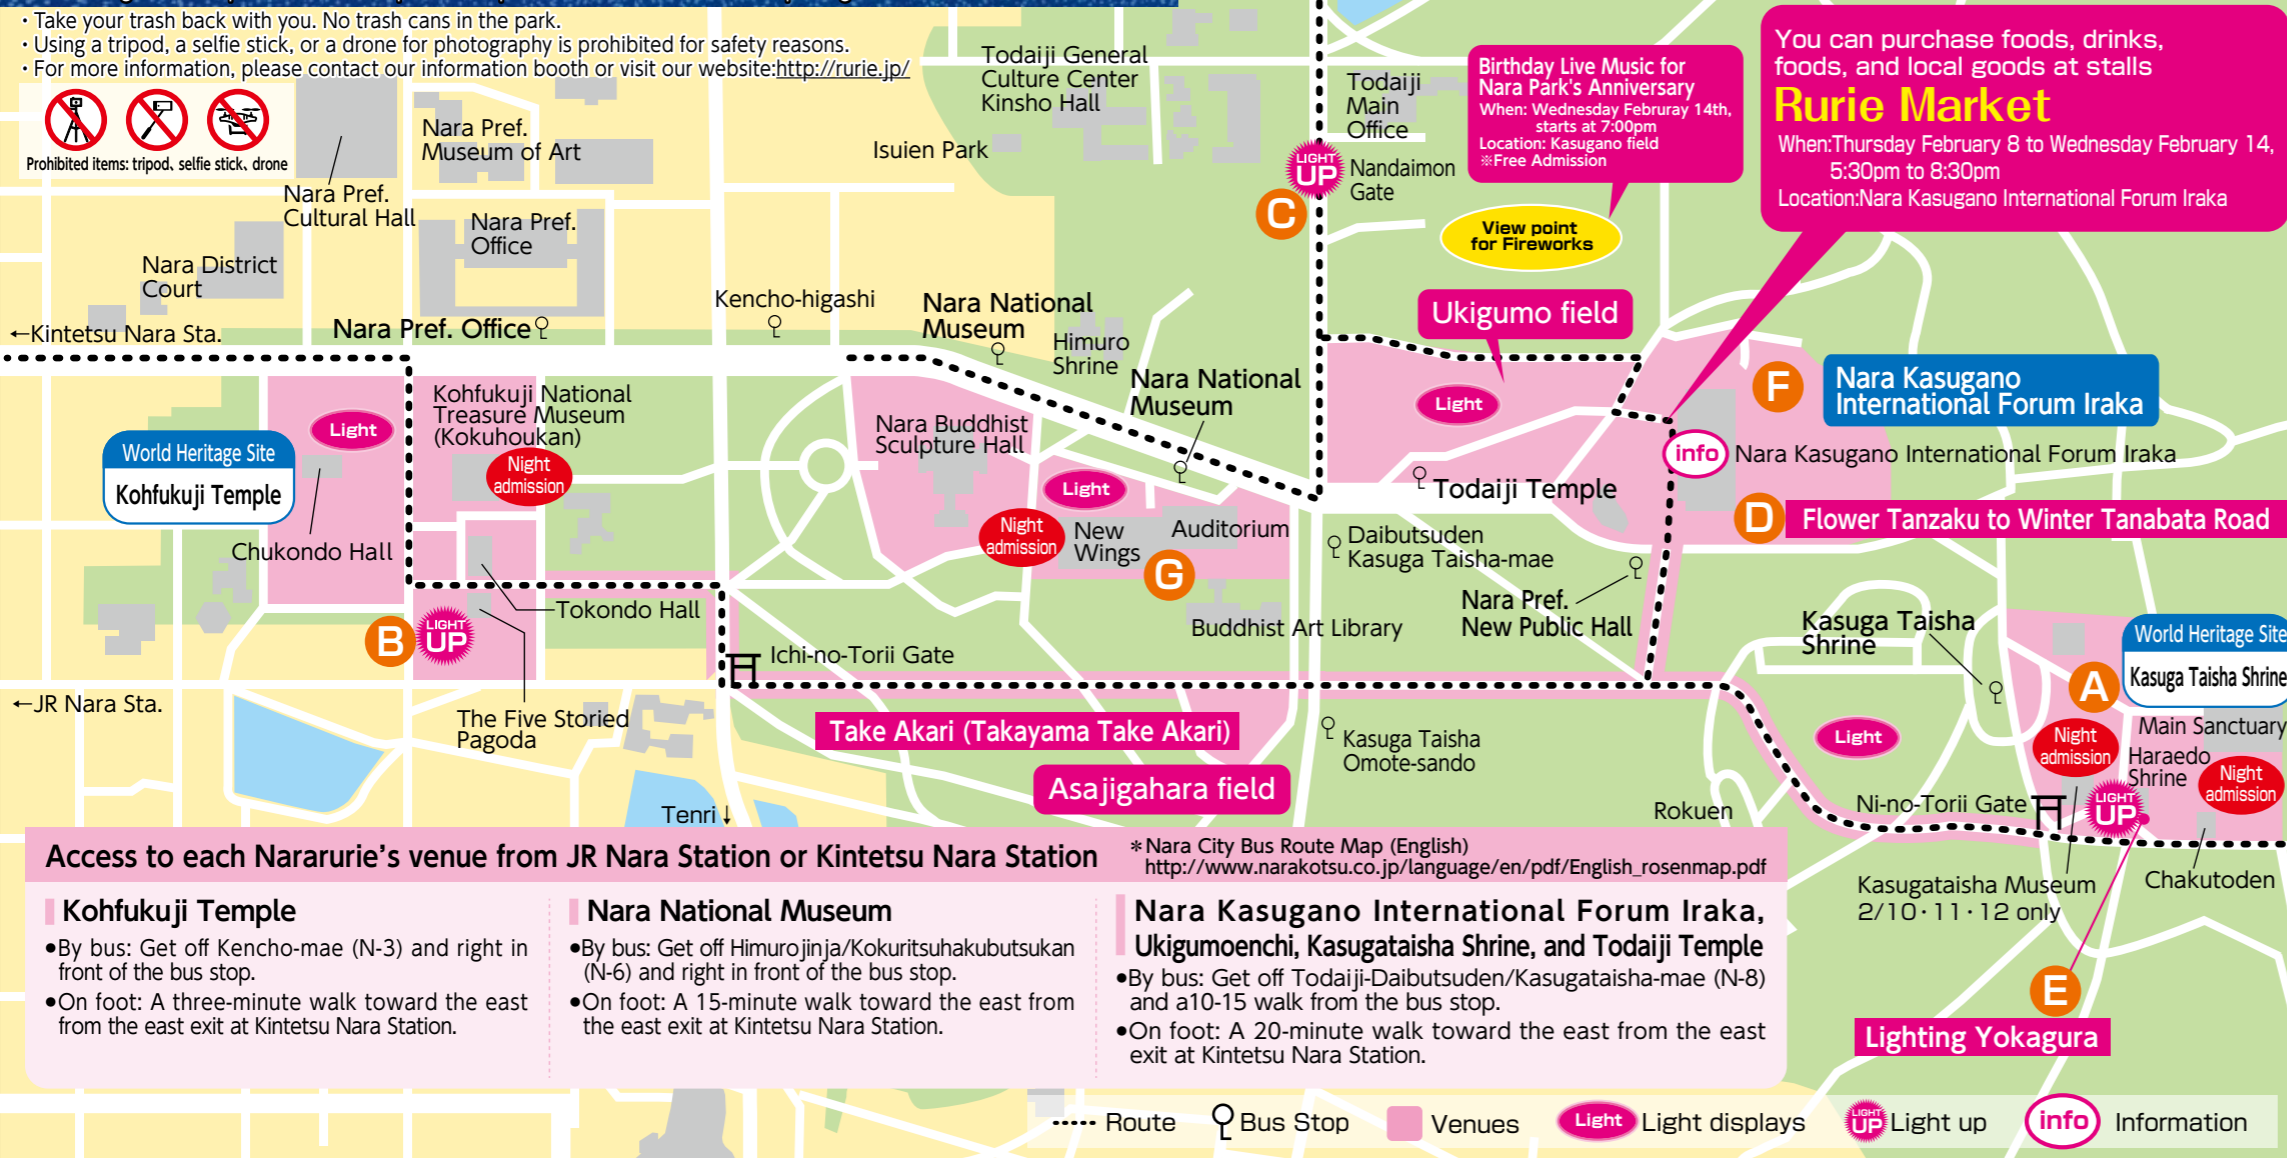 ・Take your trash back with you. No trash cans in the park.
・Using a tripod, a selfie stick, or a drone for photography is prohibited for safety reasons.
・For more information, please contact our information booth or visit our website:http://rurie.jp/
Prohibited items: tripod、selfie stick、drone
Nara Pref.
Cultural Hall
Nara Pref.
Museum of Art
Nara Pref.
Office
Nara District
Court
←Kintetsu Nara Sta.
Nara Pref. Office
Kencho-higashi
Isuien Park
Todaiji General
Culture Center
Kinsho Hall
Todaiji
Main
Office
LIGHT
UP
Nandaimon
Gate
C
Birthday Live Music for
Nara Park's Anniversary
When: Wednesday Februray 14th,
starts at 7:00pm
Location: Kasugano field
※Free Admission
View point
for Fireworks
You can purchase foods, drinks,
foods, and local goods at stalls
Rurie Market
When:Thursday February 8 to Wednesday February 14,
5:30pm to 8:30pm
Location:Nara Kasugano International Forum Iraka
Nara National
Museum
Himuro
Shrine
Nara National
Museum
Ukigumo field
Light
F
Nara Kasugano
International Forum Iraka
info
Nara Kasugano International Forum Iraka
D
Flower Tanzaku to Winter Tanabata Road
World Heritage Site
Kohfukuji Temple
Light
Chukondo Hall
Kohfukuji National
Treasure Museum
(Kokuhoukan)
Night
admission
Nara Buddhist
Sculpture Hall
Light
Night
admission
New
Wings
Auditorium
G
Todaiji Temple
Daibutsuden
Kasuga Taisha-mae
Nara Pref.
New Public Hall
Buddhist Art Library
Tokondo Hall
B
LIGHT
UP
Ichi-no-Torii Gate
The Five Storied
Pagoda
←JR Nara Sta.
Tenri↓
Take Akari (Takayama Take Akari)
Asajigahara field
Kasuga Taisha
Omote-sando
Kasuga Taisha
Shrine
World Heritage Site
Kasuga Taisha Shrine
A
Light
Main Sanctuary
Night
admission
Haraedo
Shrine
Night
admission
LIGHT
UP
Ni-no-Torii Gate
Rokuen
Kasugataisha Museum
2/10・11・12 only
Chakutoden
E
Lighting Yokagura
Access to each Nararurie's venue from JR Nara Station or Kintetsu Nara Station
＊Nara City Bus Route Map (English)
http://www.narakotsu.co.jp/language/en/pdf/English_rosenmap.pdf
Kohfukuji Temple
●By bus: Get off Kencho-mae (N-3) and right in
front of the bus stop.
●On foot: A three-minute walk toward the east
from the east exit at Kintetsu Nara Station.
Nara National Museum
●By bus: Get off Himurojinja/Kokuritsuhakubutsukan
(N-6) and right in front of the bus stop.
●On foot: A 15-minute walk toward the east from
the east exit at Kintetsu Nara Station.
Nara Kasugano International Forum Iraka,
Ukigumoenchi, Kasugataisha Shrine, and Todaiji Temple
●By bus: Get off Todaiji-Daibutsuden/Kasugataisha-mae (N-8)
and a10-15 walk from the bus stop.
●On foot: A 20-minute walk toward the east from the east
exit at Kintetsu Nara Station.
Route
Bus Stop
Venues
Light
Light displays
LIGHT
UP
Light up
info
Information